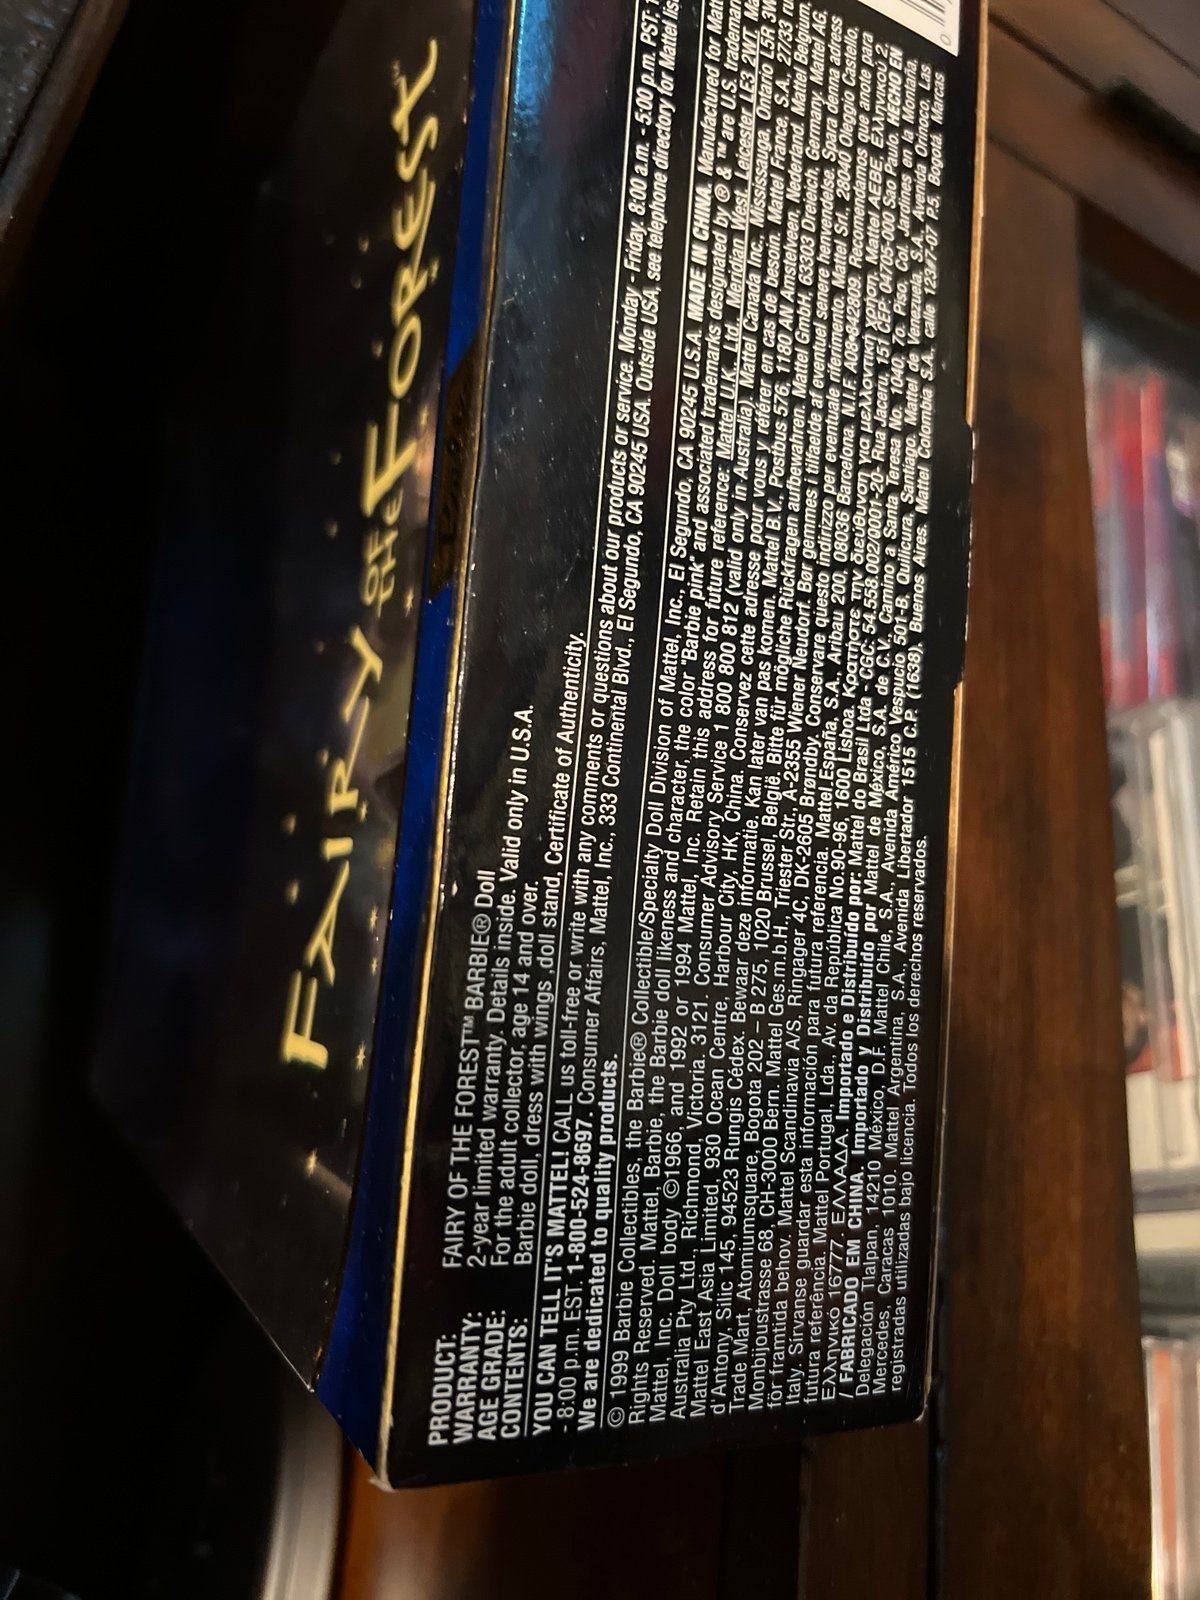 FAIRY OF THE FOREST™
PRODUCT: FAIRY OF THE FOREST™ BARBIE® Doll
WARRANTY: 2-year limited warranty. Details inside. Valid only in U.S.A.
AGE GRADE: For the adult collector, age 14 and over.
CONTENTS: Barbie doll, dress with wings ,doll stand, Certificate of Authenticity.
YOU CAN TELL IT'S MATTEL! CALL us toll-free or write with any comments or questions about our products or service. Monday - Friday. 8:00 a.m. - 5:00 p.m. PST;
- 8:00 p.m. EST. 1-800-524-8697. Consumer Affairs, Mattel, Inc., 333 Continental Blvd., El Segundo, CA 90245 USA. Outside USA, see telephone directory for Mattel
We are dedicated to quality products.
© 1999 Barbie Collectibles, the Barbie® Collectible/Specialty Doll Division of Mattel, Inc., El Segundo, CA 90245 U.S.A. MADE IN CHINA. Manufactured for
Rights Reserved. Mattel, Barbie, the Barbie doll likeness and character, the color "Barbie pink" and associated trademarks designated by ® & ™ are U.S.
Mattel, Inc. Doll body ©1966, and 1992 or 1994 Mattel, Inc. Retain this address for future reference: Mattel U.K. Ltd., Meridian West, Leicester LE3 2WT.
Australia Pty Ltd., Richmond, Victoria. 3121. Consumer Advisory Service 1 800 800 812 (valid only in Australia). Mattel Canada Inc., Mississauga, Ontario L5R
Mattel East Asia Limited, 930 Ocean Centre, Harbour City, HK, China. Conservez cette adresse pour vous y référer en cas de besoin. Mattel France, S.A., 27/33
d'Antony, Silic 145, 94523 Rungis Cédex. Bewaar deze informatie. Kan later van pas komen. Mattel B.V. Postbus 576, 1180 AN Amstelveen. Nederland. Mattel Belgium,
Trade Mart, Atomiumsquare, Bogota 202 – B 275, 1020 Brussel, België. Bitte für mögliche Rückfragen aufbewahren. Mattel GmbH, 63303 Dreieich, Germany. Mattel AG,
Monbijoustrasse 68, CH-3000 Bern. Mattel Ges.m.b.H., Triester Str., A-2355 Wiener Neudorf. Bør gemmes i tilfælde af eventuel senere henvendelse. Spara denna adress
för framtida behov. Mattel Scandinavia A/S, Ringager 4C, DK-2605 Brøndby. Conservare questo indirizzo per eventuale riferimento. Mattel S.r.l. 28040 Oleggio Castello,
Italy. Sírvanse guardar esta información para futura referencia. Mattel España, S.A., Aribau 200, 08036 Barcelona. N.I.F. Recomendamos que anote para
futura referência. Mattel Portugal, Lda., Av. da República No.90-96, 1600 Lisboa. Mattel AEBE, Ελληνικού 2,
Ελληνικό 16777. ΕΛΛΑΔΑ. Importado e Distribuido por: Mattel do Brasil Ltda - CGC: 54.558.002/0001-20. Rua 04705-000 Sao Paulo. HECHO EN
/ FABRICADO EM CHINA. Importado y Distribuido por Mattel de México, S.A. de C.V., Camino a Santa Teresa No. 1040, 7o. Piso, Col. Jardines en la Montaña,
Delegación Tlalpan, 14210 México, D.F. Mattel Chile, S.A., Avenida Américo Vespucio 501-B, Quilicura, Santiago. Mattel de Venezuela, S.A., Avenida Orinoco, Las
Mercedes, Caracas 1010. Mattel Argentina, S.A., Avenida Libertador 1515 C.P. (1638), Buenos Aires. Mattel Colombia S.A., calle 123#7-07 P.5, Bogotá. Marcas
registradas utilizadas bajo licencia. Todos los derechos reservados.
0